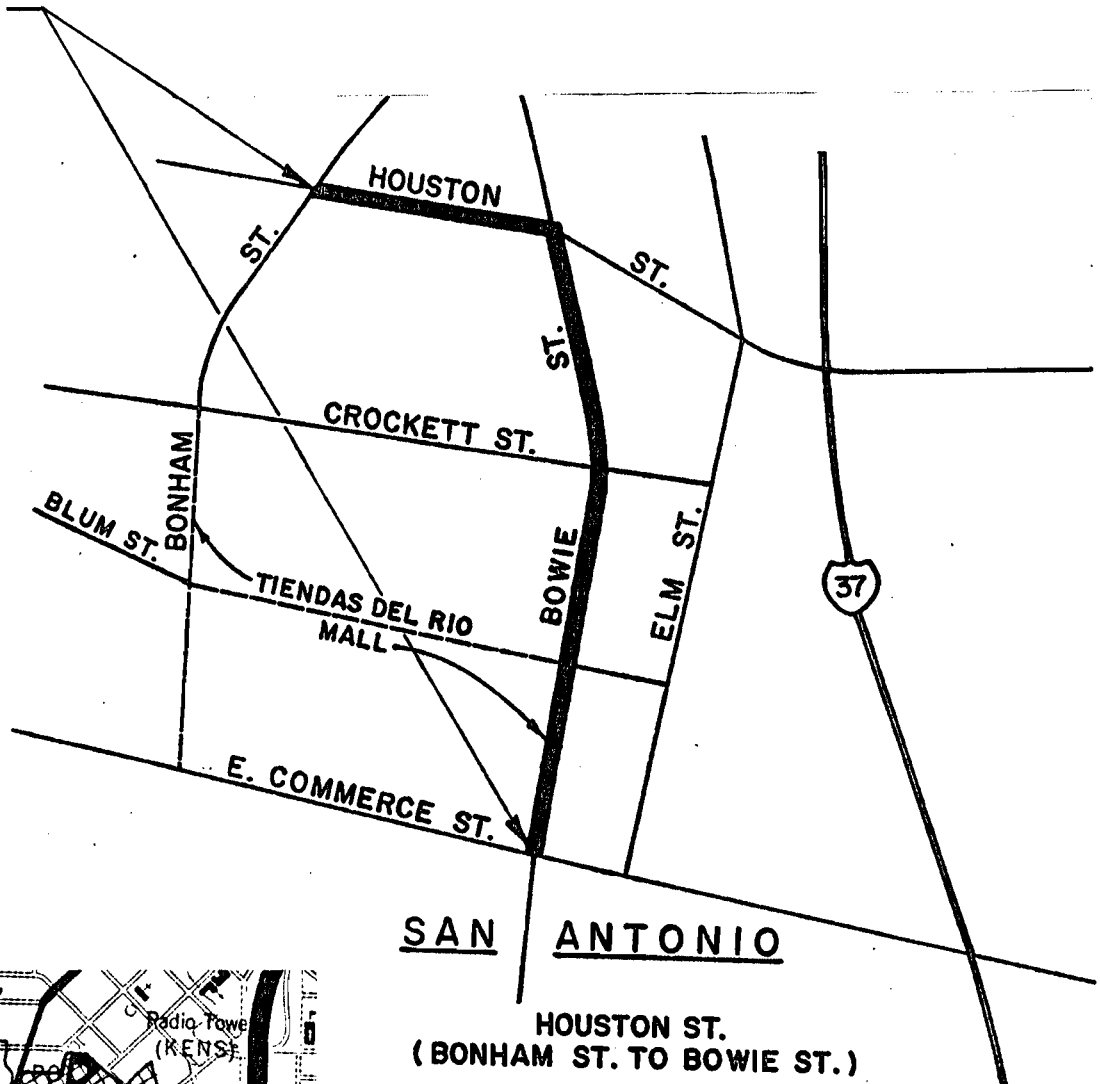 HOUSTON
ST.
ST.
ST.
CROCKETT ST.
BONHAM
BLUM ST.
BOWIE
ELM ST.
37
TIENDAS DEL RIO
MALL
E. COMMERCE ST.
SAN ANTONIO
HOUSTON ST.
(BONHAM ST. TO BOWIE ST.)
Radio Towe
(KENS)